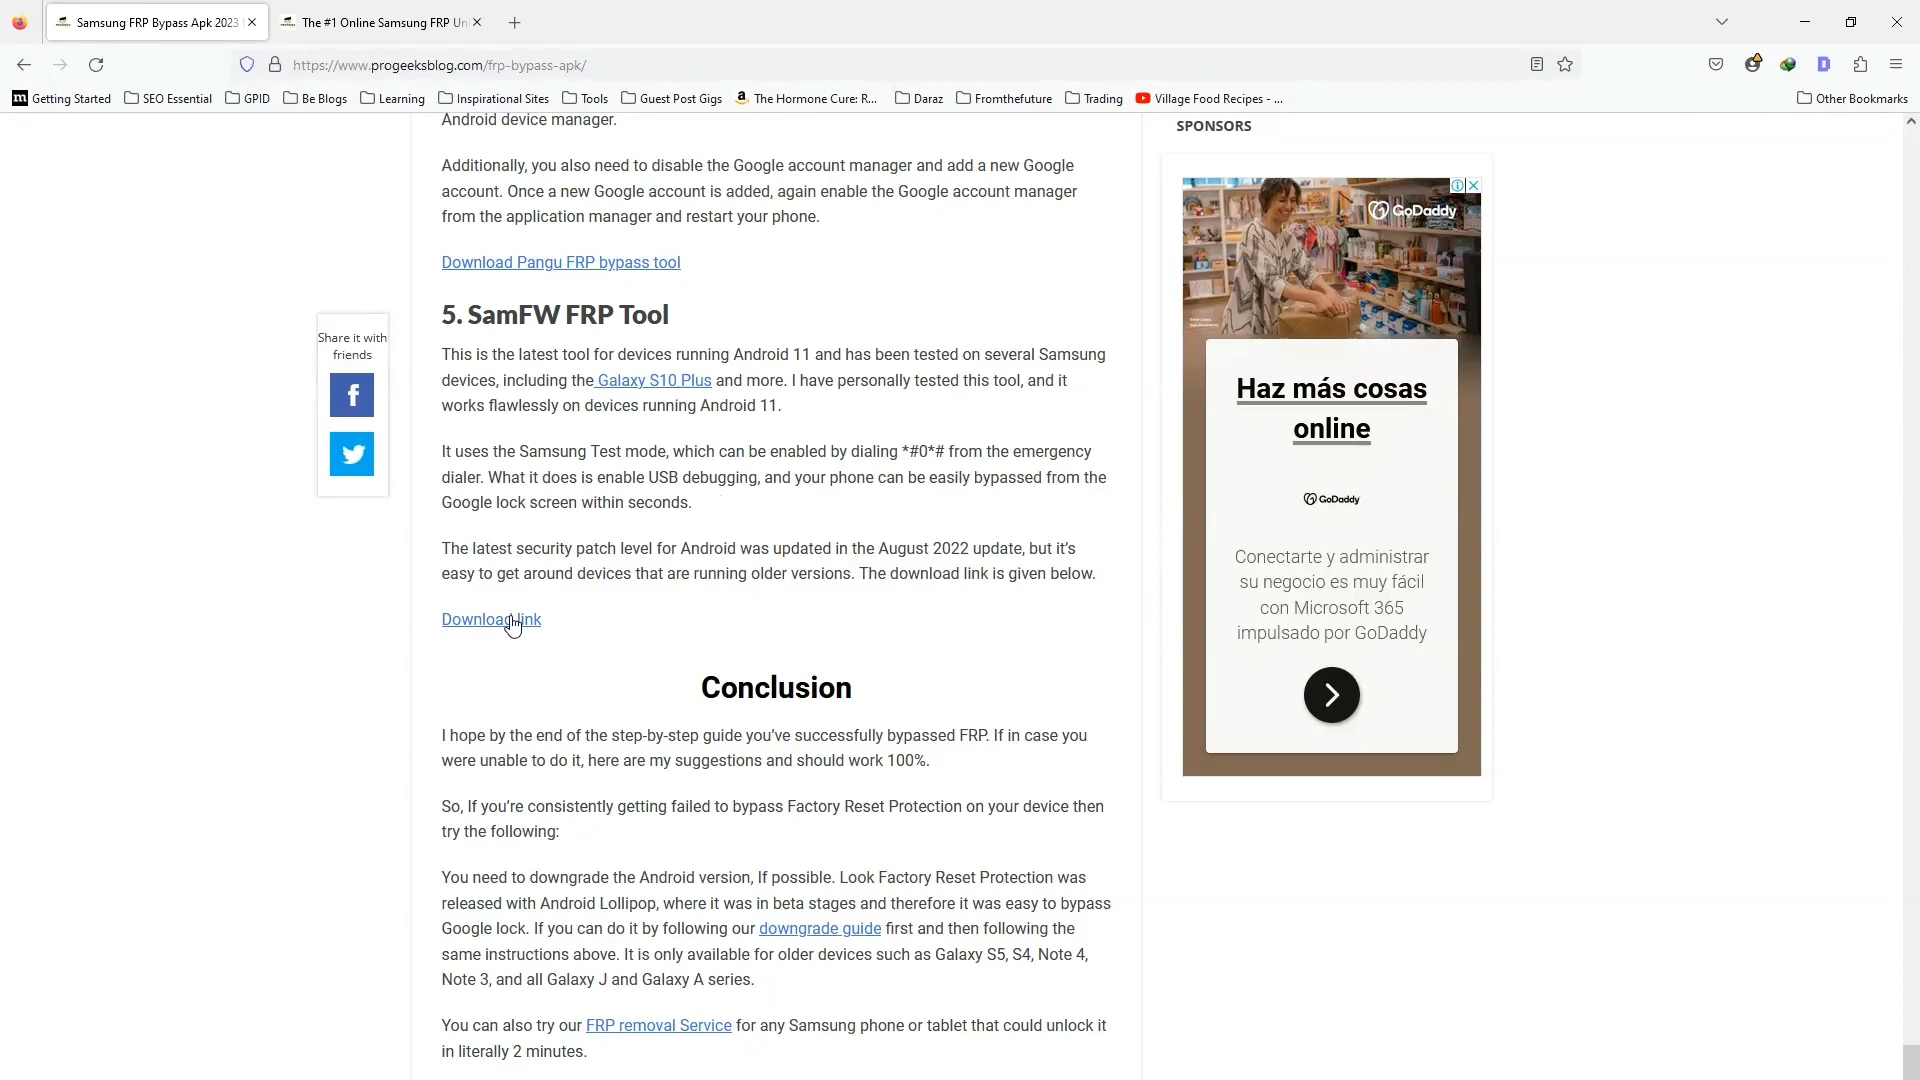 Samsung FRP Bypass Apk 2023
The #1 Online Samsung FRP Un
https://www.progeeksblog.com/frp-bypass-apk/
Getting Started
SEO Essential
GPID
Be Blogs
Learning
Inspirational Sites
Tools
Guest Post Gigs
The Hormone Cure: R...
Daraz
Fromthefuture
Trading
Village Food Recipes - ...
Other Bookmarks
Android device manager.
Additionally, you also need to disable the Google account manager and add a new Google
account. Once a new Google account is added, again enable the Google account manager
from the application manager and restart your phone.
Download Pangu FRP bypass tool
5. SamFW FRP Tool
This is the latest tool for devices running Android 11 and has been tested on several Samsung
devices, including the Galaxy S10 Plus and more. I have personally tested this tool, and it
works flawlessly on devices running Android 11.
It uses the Samsung Test mode, which can be enabled by dialing *#0*# from the emergency
dialer. What it does is enable USB debugging, and your phone can be easily bypassed from the
Google lock screen within seconds.
The latest security patch level for Android was updated in the August 2022 update, but it's
easy to get around devices that are running older versions. The download link is given below.
Download link
Conclusion
I hope by the end of the step-by-step guide you've successfully bypassed FRP. If in case you
were unable to do it, here are my suggestions and should work 100%.
So, If you're consistently getting failed to bypass Factory Reset Protection on your device then
try the following:
You need to downgrade the Android version, If possible. Look Factory Reset Protection was
released with Android Lollipop, where it was in beta stages and therefore it was easy to bypass
Google lock. If you can do it by following our downgrade guide first and then following the
same instructions above. It is only available for older devices such as Galaxy S5, S4, Note 4,
Note 3, and all Galaxy J and Galaxy A series.
You can also try our FRP removal Service for any Samsung phone or tablet that could unlock it
in literally 2 minutes.
Share it with
friends
SPONSORS
GoDaddy
Haz más cosas
online
GoDaddy
Conectarte y administrar
su negocio es muy fácil
con Microsoft 365
impulsado por GoDaddy